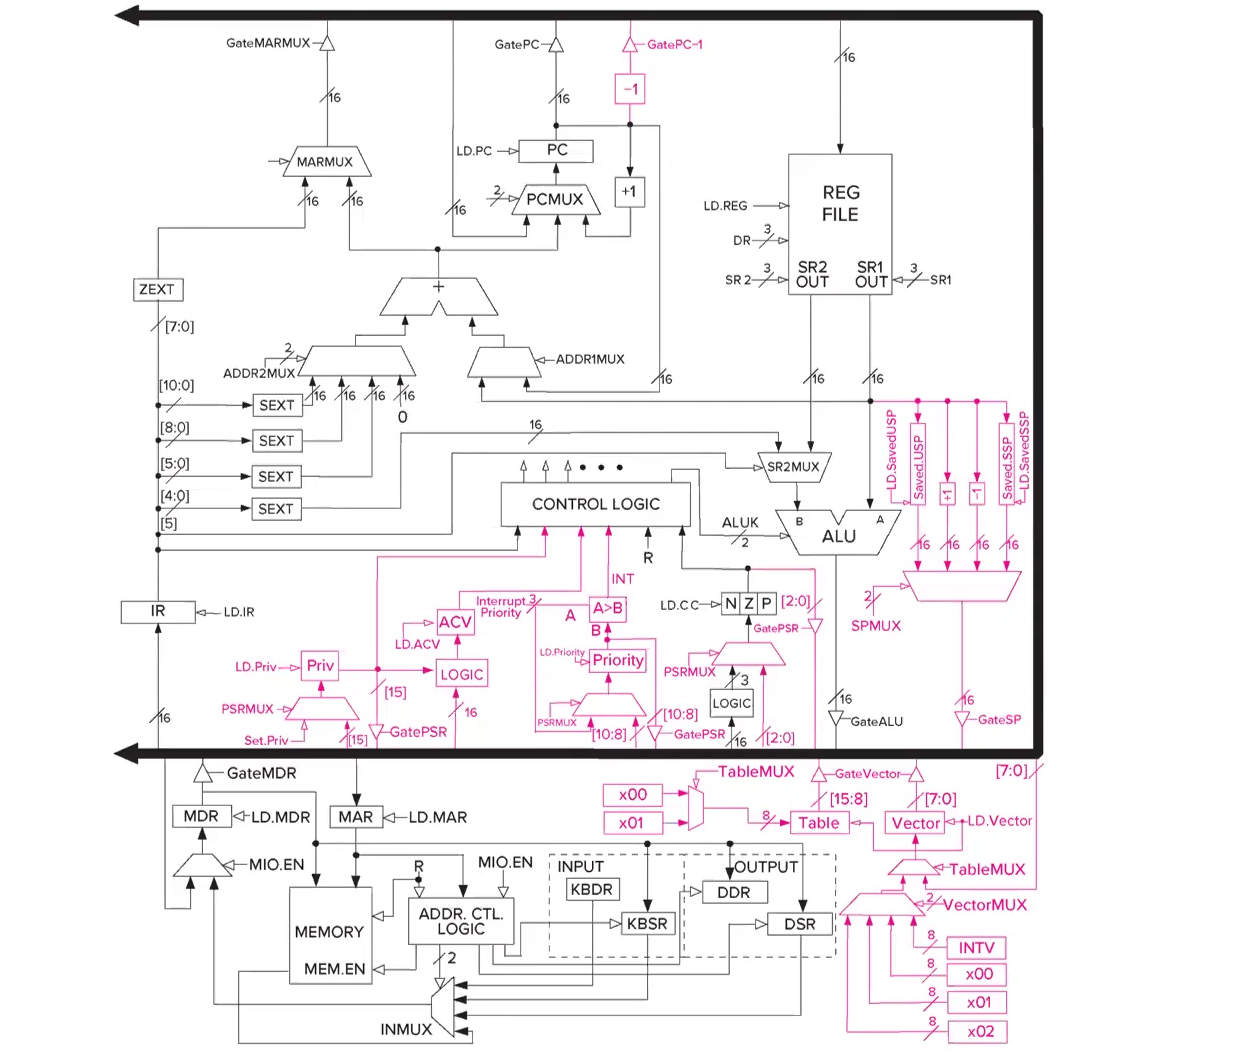 GateMARMUX
GatePC
GatePC-1
16
16
16
-1
LD.PC
PC
MARMUX
16
16
16
2
PCMUX
+1
LD.REG
REG
FILE
DR
3
SR 2
3
SR2
OUT
SR1
OUT
3
SR1
ZEXT
[7:0]
+
2
ADDR2MUX
ADDR1MUX
16
16
16
[10:0]
SEXT
16
16
16
16
0
[8:0]
SEXT
16
[5:0]
SEXT
SR2MUX
[4:0]
SEXT
[5]
CONTROL LOGIC
LD.SavedUSP
Saved.USP
+1
-1
Saved.SSP
LD.SavedSSP
B
A
ALU
ALUK
2
16
16
16
16
R
INT
IR
LD.IR
Interrupt
Priority
3
A
A>B
B
LD.CC
N Z P
[2:0]
2
SPMUX
ACV
LD.ACV
GatePSR
LD.Priv
Priv
LOGIC
LD.Priority
Priority
PSRMUX
[15]
3
LOGIC
PSRMUX
16
PSRMUX
[10:8]
16
16
16
GatePSR
GatePSR
GateALU
GateSP
Set.Priv
[15]
[10:8]
16
[2:0]
GateMDR
TableMUX
GateVector
[7:0]
x00
[15:8]
[7:0]
MDR
LD.MDR
MAR
LD.MAR
x01
8
Table
Vector
LD.Vector
MIO.EN
R
MIO.EN
INPUT
OUTPUT
TableMUX
KBDR
DDR
ADDR. CTL.
LOGIC
2
VectorMUX
MEMORY
KBSR
DSR
8
INTV
MEM.EN
2
8
x00
8
x01
INMUX
8
x02